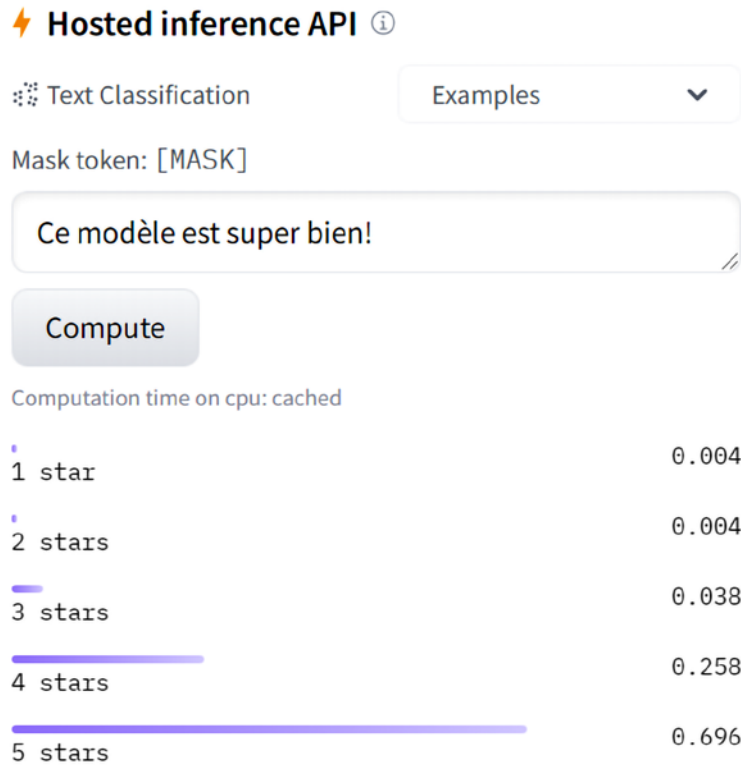 Hosted inference API
Text Classification Examples
Mask token: [MASK]
Ce modèle est super bien!
Compute
Computation time on cpu: cached
1 star 0.004
2 stars 0.004
3 stars 0.038
4 stars 0.258
5 stars 0.696